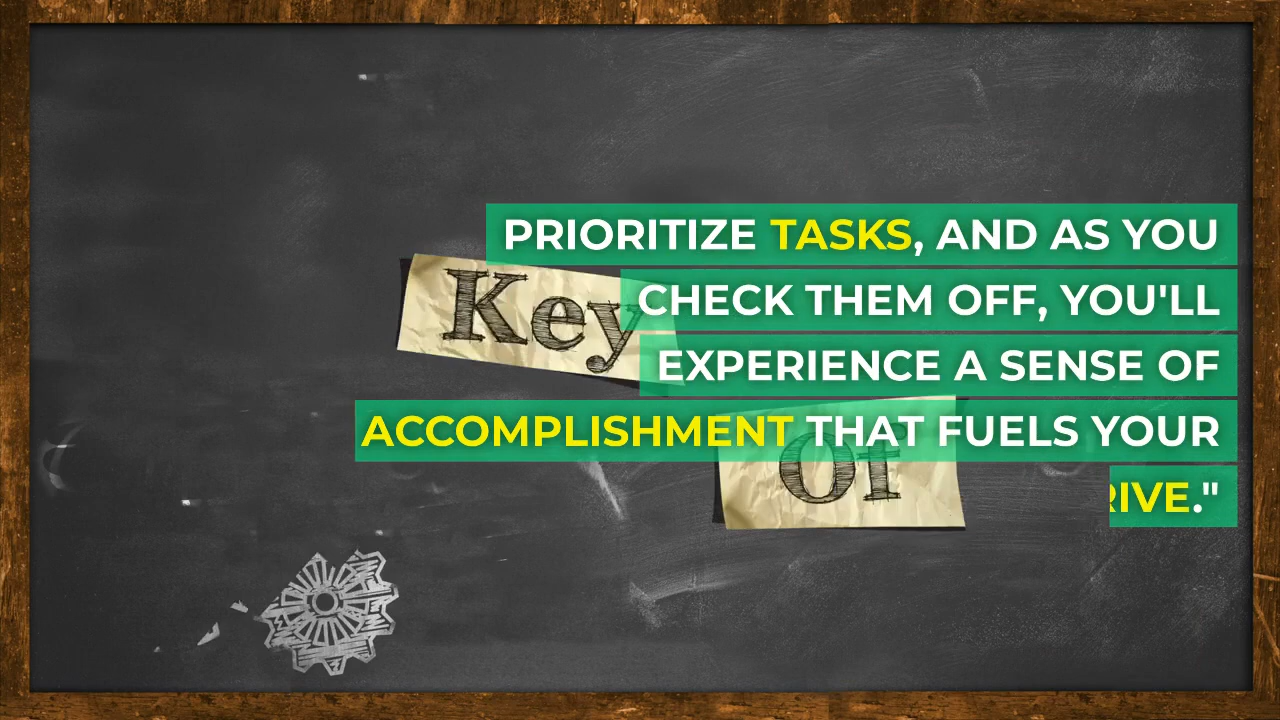 PRIORITIZE TASKS, AND AS YOU
CHECK THEM OFF, YOU'LL
EXPERIENCE A SENSE OF
ACCOMPLISHMENT THAT FUELS YOUR
RIVE."
Key
Of